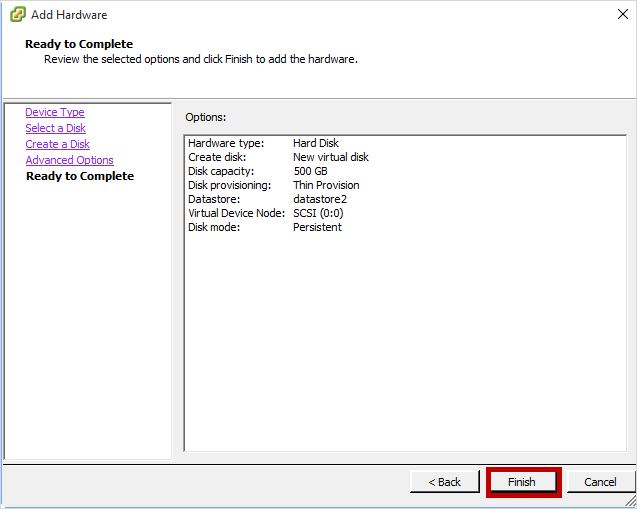 Add Hardware
Ready to Complete
Review the selected options and click Finish to add the hardware.
Device Type
Select a Disk
Create a Disk
Advanced Options
Ready to Complete
Options:
Hardware type: Hard Disk
Create disk: New virtual disk
Disk capacity: 500 GB
Disk provisioning: Thin Provision
Datastore: datastore2
Virtual Device Node: SCSI (0:0)
Disk mode: Persistent
< Back
Finish
Cancel